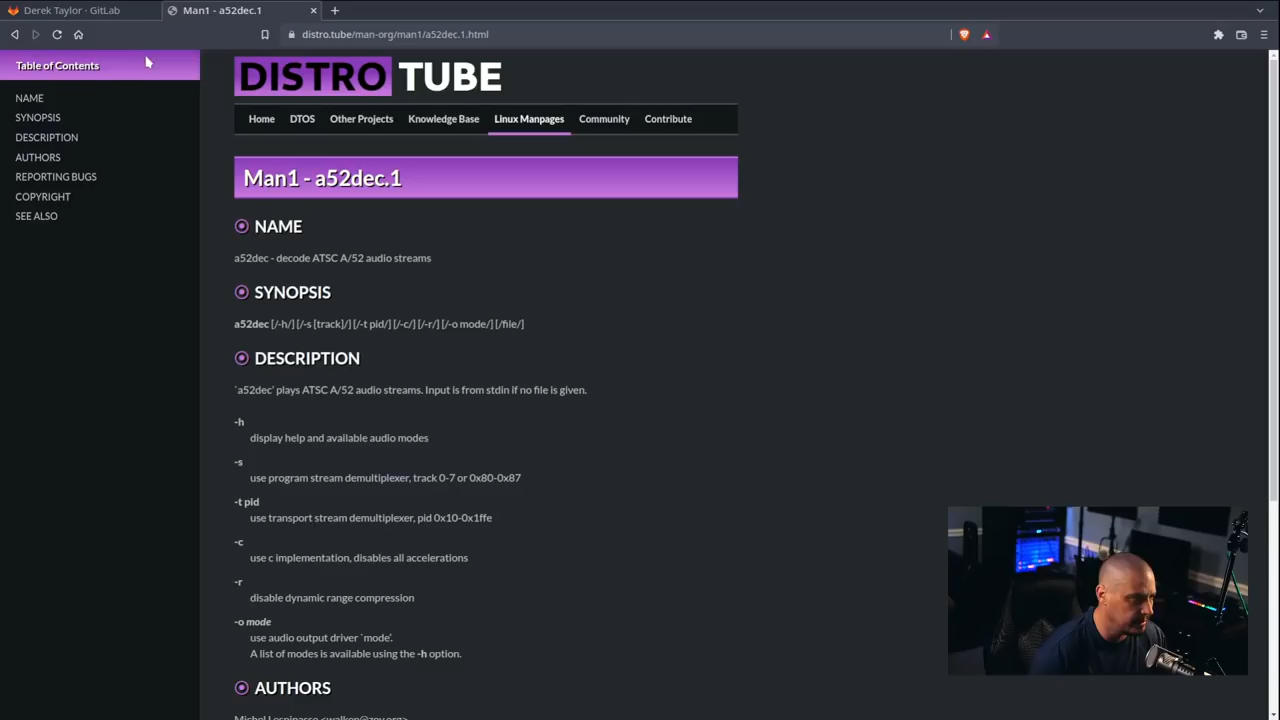 Derek Taylor · GitLab
Man1 - a52dec.1
distro.tube/man-org/man1/a52dec.1.html
Table of Contents
NAME
SYNOPSIS
DESCRIPTION
AUTHORS
REPORTING BUGS
COPYRIGHT
SEE ALSO
DISTRO TUBE
Home DTOS Other Projects Knowledge Base Linux Manpages Community Contribute
Man1 - a52dec.1
NAME
a52dec - decode ATSC A/52 audio streams
SYNOPSIS
a52dec [/-h/] [/-s [track]/] [/-t pid/] [/-c/] [/-r/] [/-o mode/] [/file/]
DESCRIPTION
`a52dec' plays ATSC A/52 audio streams. Input is from stdin if no file is given.
-h
display help and available audio modes
-s
use program stream demultiplexer, track 0-7 or 0x80-0x87
-t pid
use transport stream demultiplexer, pid 0x10-0x1ffe
-c
use c implementation, disables all accelerations
-r
disable dynamic range compression
-o mode
use audio output driver `mode'.
A list of modes is available using the -h option.
AUTHORS
Michel Lespinasse <walken@zoy.org>